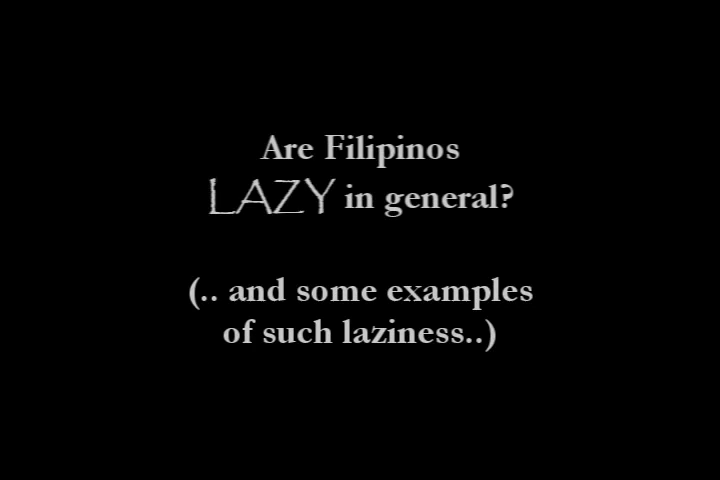 Are Filipinos
LAZY in general?
(.. and some examples
of such laziness..)